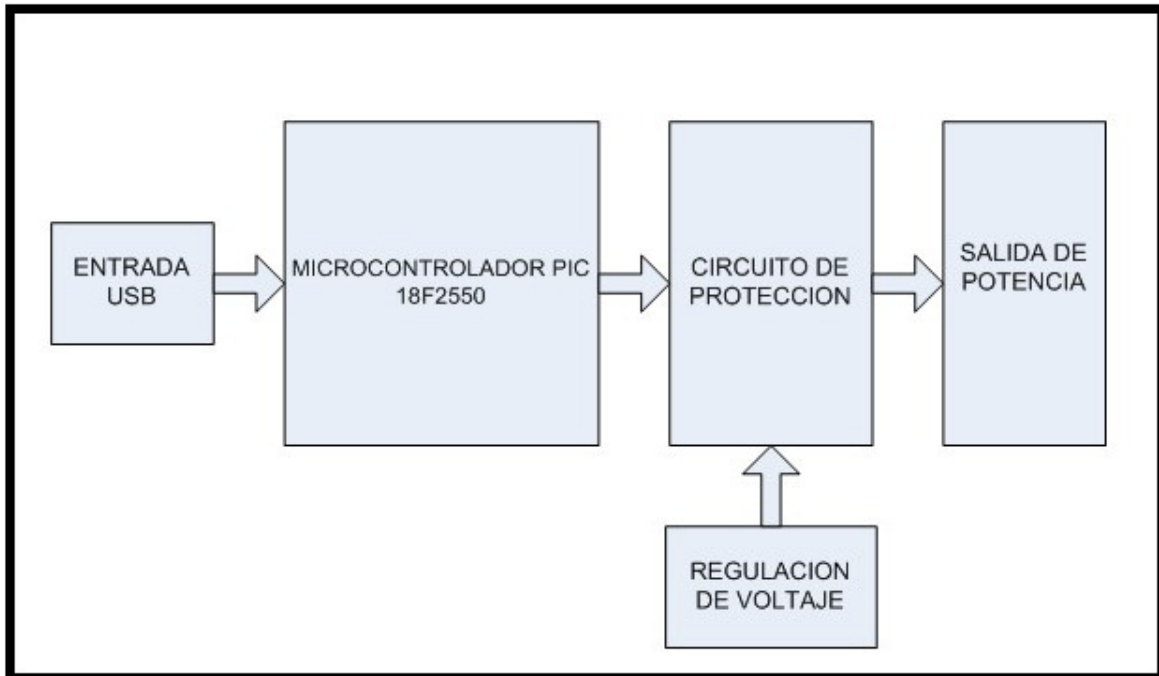 ENTRADA
USB
MICROCONTROLADOR PIC
18F2550
CIRCUITO DE
PROTECCION
SALIDA DE
POTENCIA
REGULACION
DE VOLTAJE